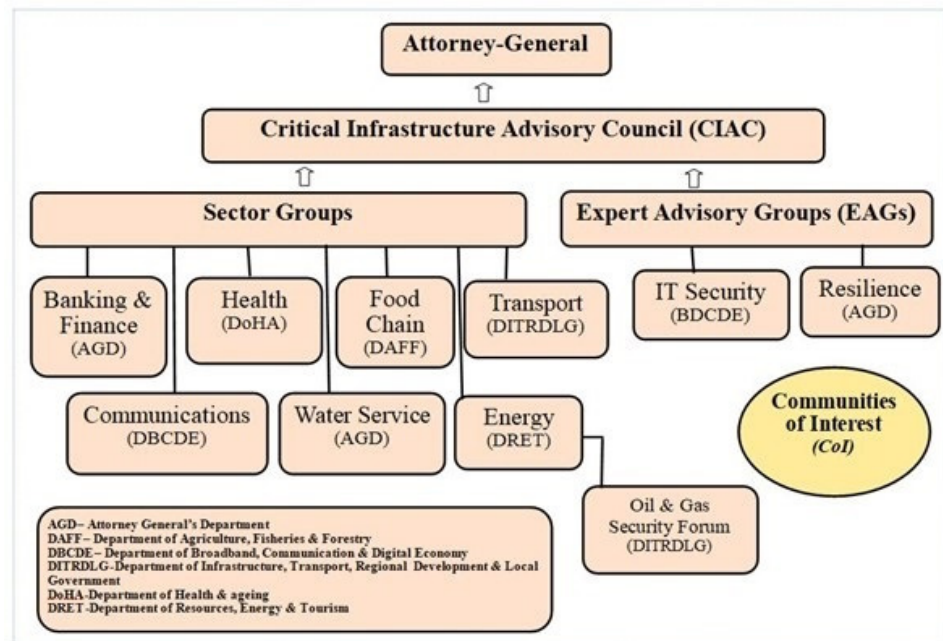 Attorney-General
Critical Infrastructure Advisory Council (CIAC)
Sector Groups
Expert Advisory Groups (EAGs)
Banking &
Finance
(AGD)
Health
(DoHA)
Food
Chain
(DAFF)
Transport
(DITRDLG)
IT Security
(BDCDE)
Resilience
(AGD)
Communications
(DBCDE)
Water Service
(AGD)
Energy
(DRET)
Communities
of Interest
(CoI)
Oil & Gas
Security Forum
(DITRDLG)
AGD– Attorney General's Department
DAFF– Department of Agriculture, Fisheries & Forestry
DBCDE– Department of Broadband, Communication & Digital Economy
DITRDLG-Department of Infrastructure, Transport, Regional Development & Local
Government
DoHA-Department of Health & ageing
DRET-Department of Resources, Energy & Tourism